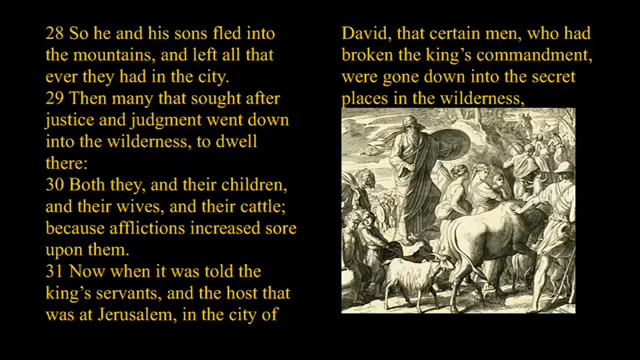 28 So he and his sons fled into
the mountains, and left all that
ever they had in the city.
29 Then many that sought after
justice and judgment went down
into the wilderness, to dwell
there:
30 Both they, and their children,
and their wives, and their cattle;
because afflictions increased sore
upon them.
31 Now when it was told the
king's servants, and the host that
was at Jerusalem, in the city of
David, that certain men, who had
broken the king's commandment,
were gone down into the secret
places in the wilderness,